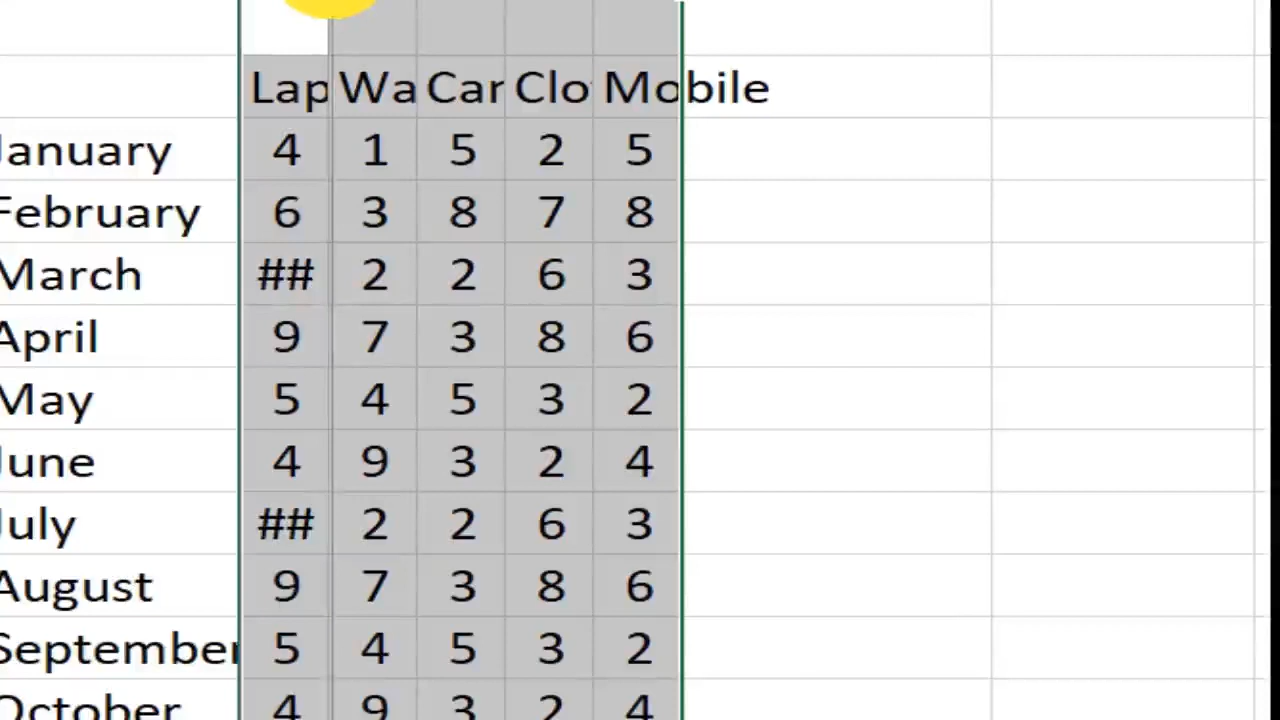 Lap Wa Car Clo Mobile
January 4 1 5 2 5
February 6 3 8 7 8
March ## 2 2 6 3
April 9 7 3 8 6
May 5 4 5 3 2
June 4 9 3 2 4
July ## 2 2 6 3
August 9 7 3 8 6
September 5 4 5 3 2
October 4 9 3 2 4